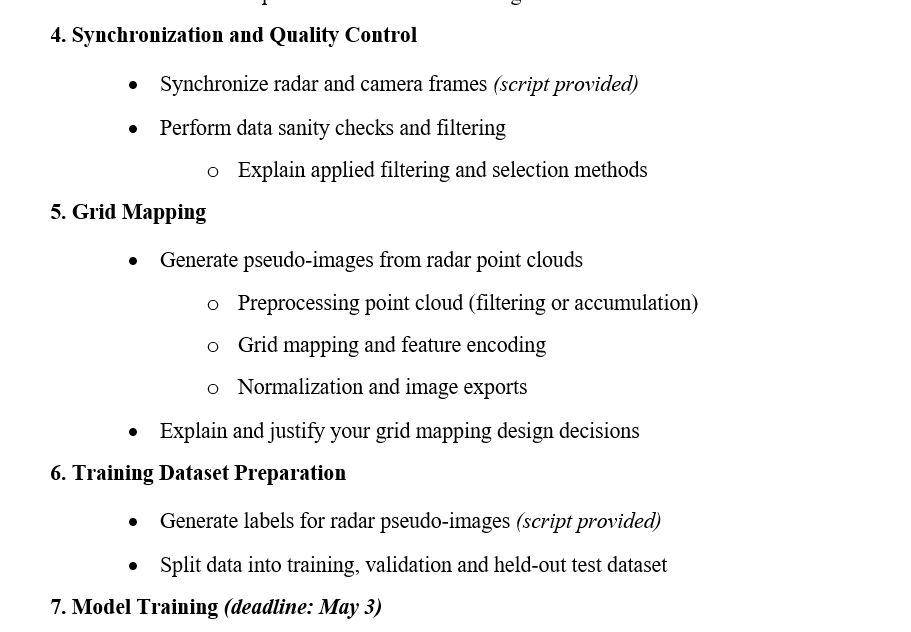 4. Synchronization and Quality Control
• Synchronize radar and camera frames (script provided)
• Perform data sanity checks and filtering
o Explain applied filtering and selection methods
5. Grid Mapping
• Generate pseudo-images from radar point clouds
o Preprocessing point cloud (filtering or accumulation)
o Grid mapping and feature encoding
o Normalization and image exports
• Explain and justify your grid mapping design decisions
6. Training Dataset Preparation
• Generate labels for radar pseudo-images (script provided)
• Split data into training, validation and held-out test dataset
7. Model Training (deadline: May 3)